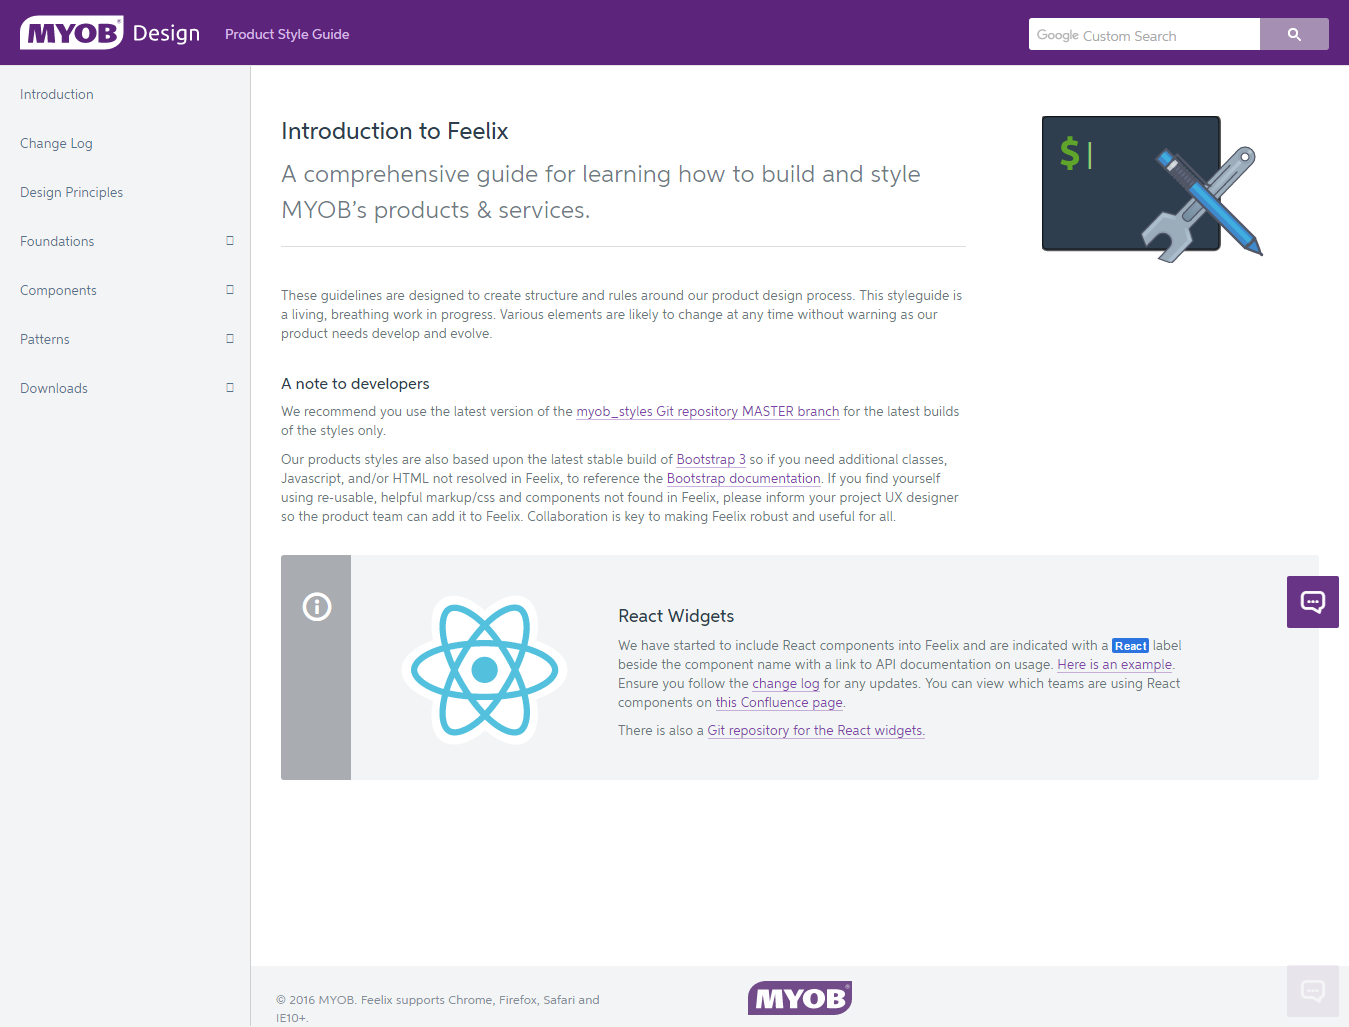 MYOB Design
Product Style Guide
Google Custom Search
Introduction
Change Log
Design Principles
Foundations
Components
Patterns
Downloads
Introduction to Feelix
A comprehensive guide for learning how to build and style
MYOB's products & services.
$
These guidelines are designed to create structure and rules around our product design process. This styleguide is
a living, breathing work in progress. Various elements are likely to change at any time without warning as our
product needs develop and evolve.
A note to developers
We recommend you use the latest version of the myob_styles Git repository MASTER branch for the latest builds
of the styles only.
Our products styles are also based upon the latest stable build of Bootstrap 3 so if you need additional classes,
Javascript, and/or HTML not resolved in Feelix, to reference the Bootstrap documentation. If you find yourself
using re-usable, helpful markup/css and components not found in Feelix, please inform your project UX designer
so the product team can add it to Feelix. Collaboration is key to making Feelix robust and useful for all.
React Widgets
We have started to include React components into Feelix and are indicated with a React label
beside the component name with a link to API documentation on usage. Here is an example.
Ensure you follow the change log for any updates. You can view which teams are using React
components on this Confluence page.
There is also a Git repository for the React widgets.
© 2016 MYOB. Feelix supports Chrome, Firefox, Safari and
IE10+.
MYOB